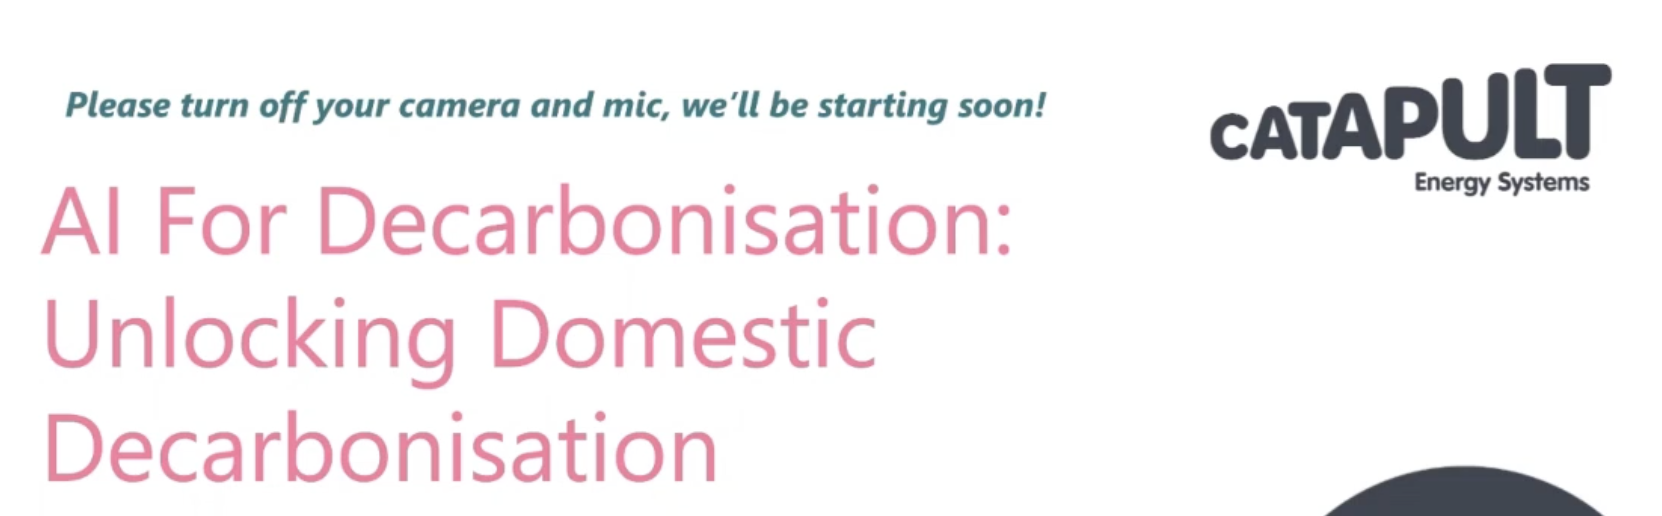 Please turn off your camera and mic, we'll be starting soon!
CATAPULT
Energy Systems
AI For Decarbonisation:
Unlocking Domestic
Decarbonisation